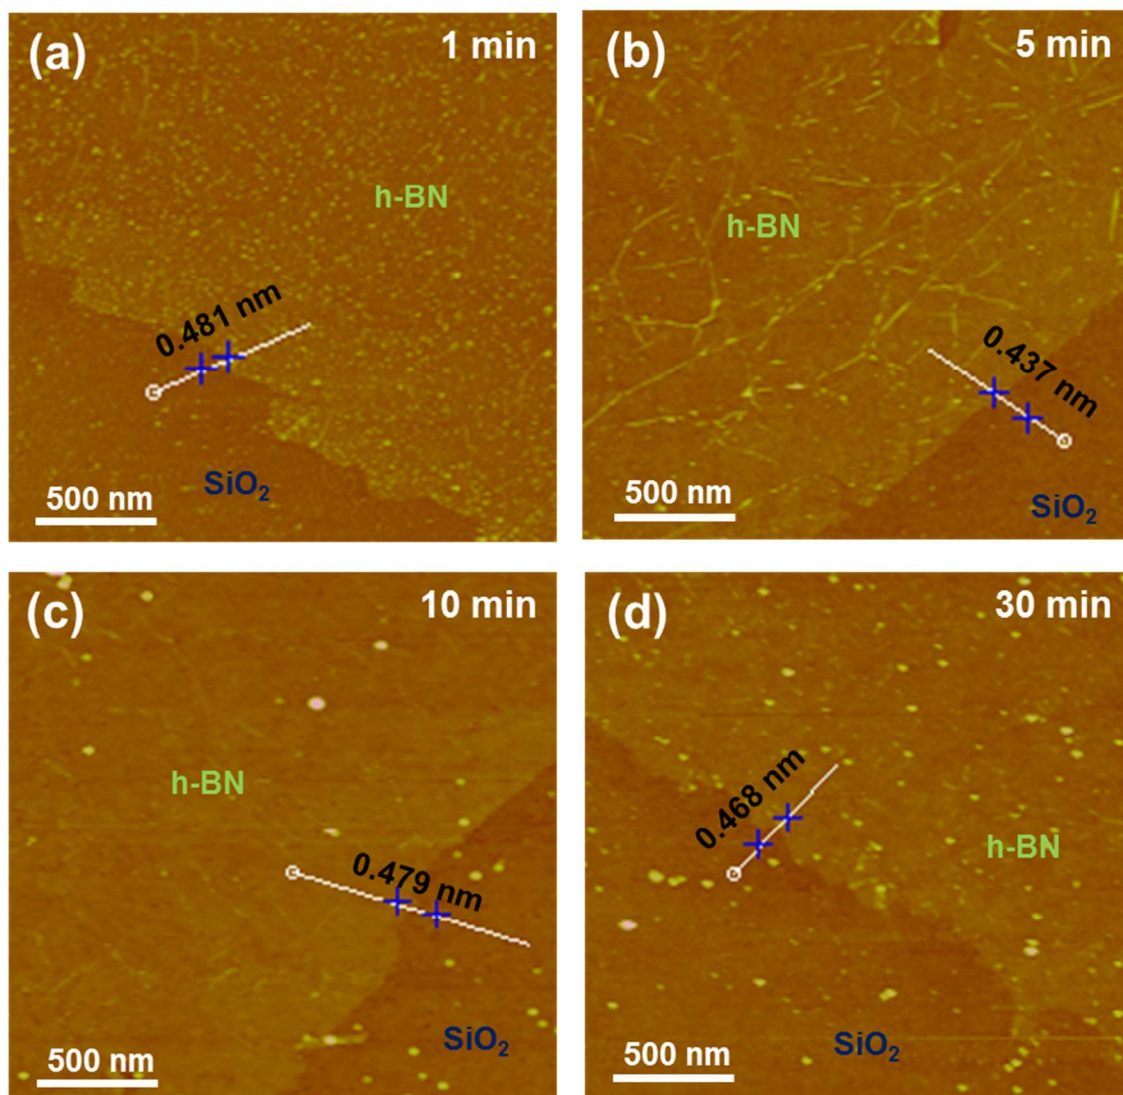 (a)
1 min
h-BN
0.481 nm
SiO₂
500 nm
(b)
5 min
h-BN
0.437 nm
500 nm
SiO₂
(c)
10 min
h-BN
0.479 nm
SiO₂
500 nm
(d)
30 min
0.468 nm
h-BN
SiO₂
500 nm